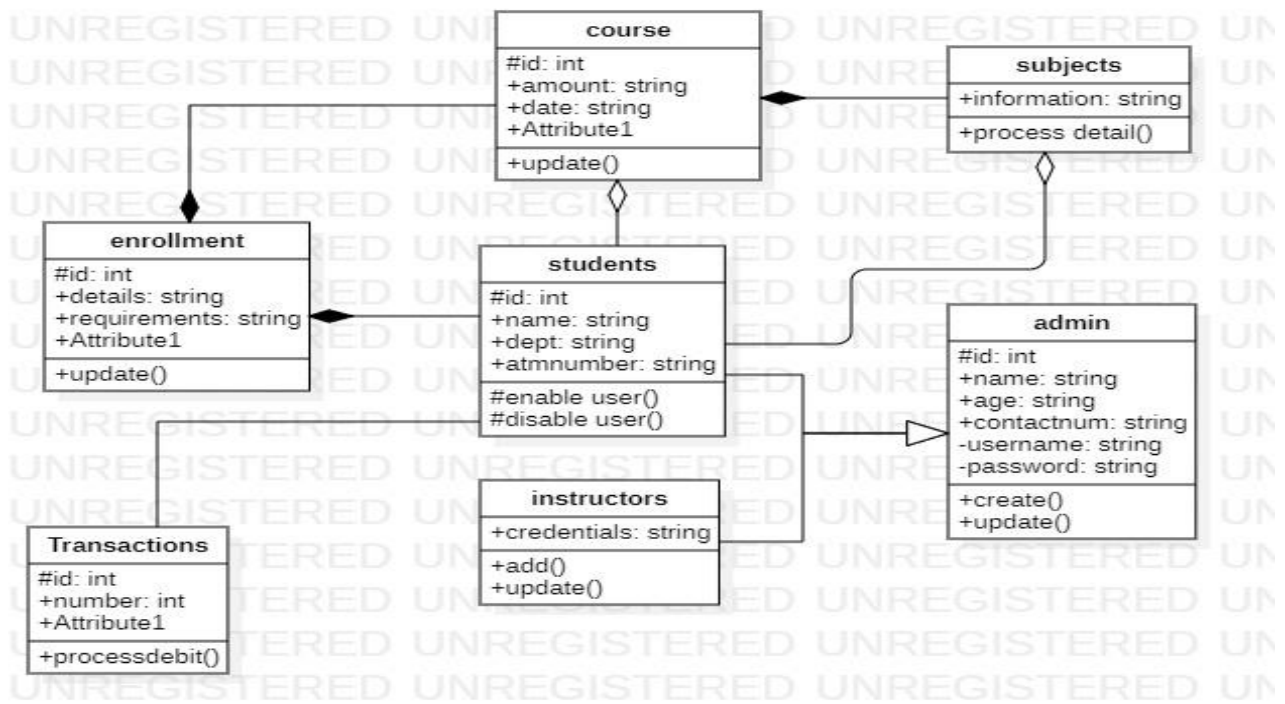 UNREGISTERED UNREGISTERED UNREGISTERED UN
course
#id: int
+amount: string
+date: string
+Attribute1
+update()
subjects
+information: string
+process detail()
enrollment
#id: int
+details: string
+requirements: string
+Attribute1
+update()
students
#id: int
+name: string
+dept: string
+atmnumber: string
#enable user()
#disable user()
admin
#id: int
+name: string
+age: string
+contactnum: string
-username: string
-password: string
+create()
+update()
instructors
+credentials: string
+add()
+update()
Transactions
#id: int
+number: int
+Attribute1
+processdebit()